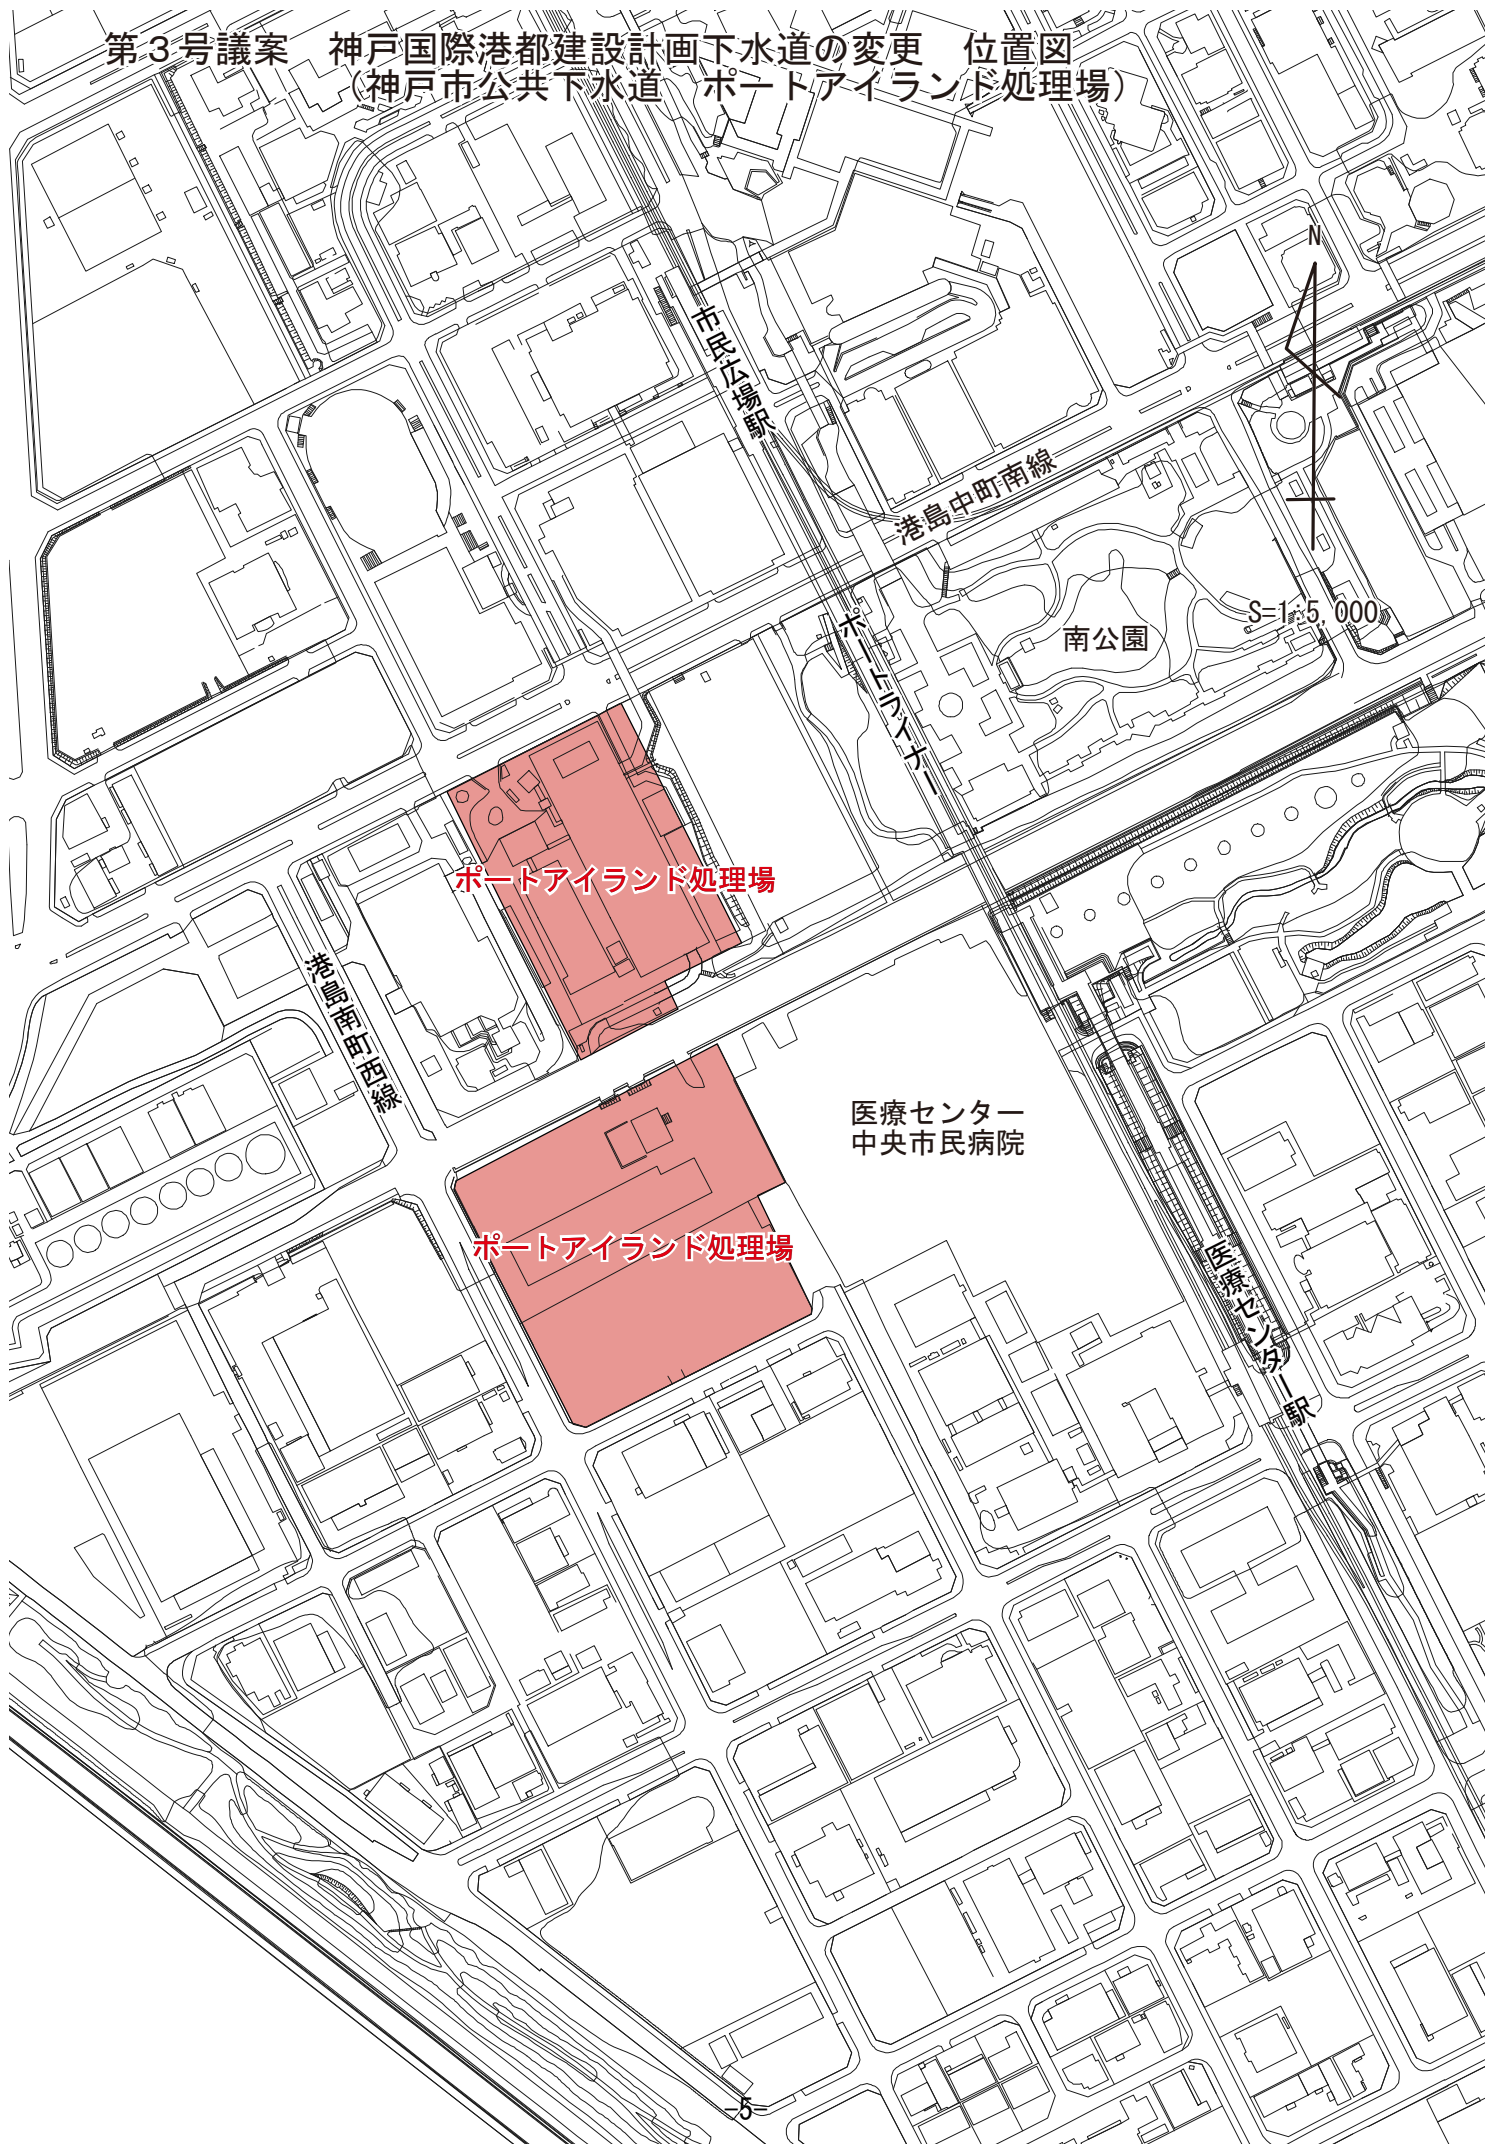 第３号議案　神戸国際港都建設計画下水道の変更　位置図
（神戸市公共下水道　ポートアイランド処理場）
N
市民広場駅
港島中町南線
S=1:5,000
ポートライナー
南公園
ポートアイランド処理場
港島南町西線
医療センター
中央市民病院
ポートアイランド処理場
医療センター駅
-5-